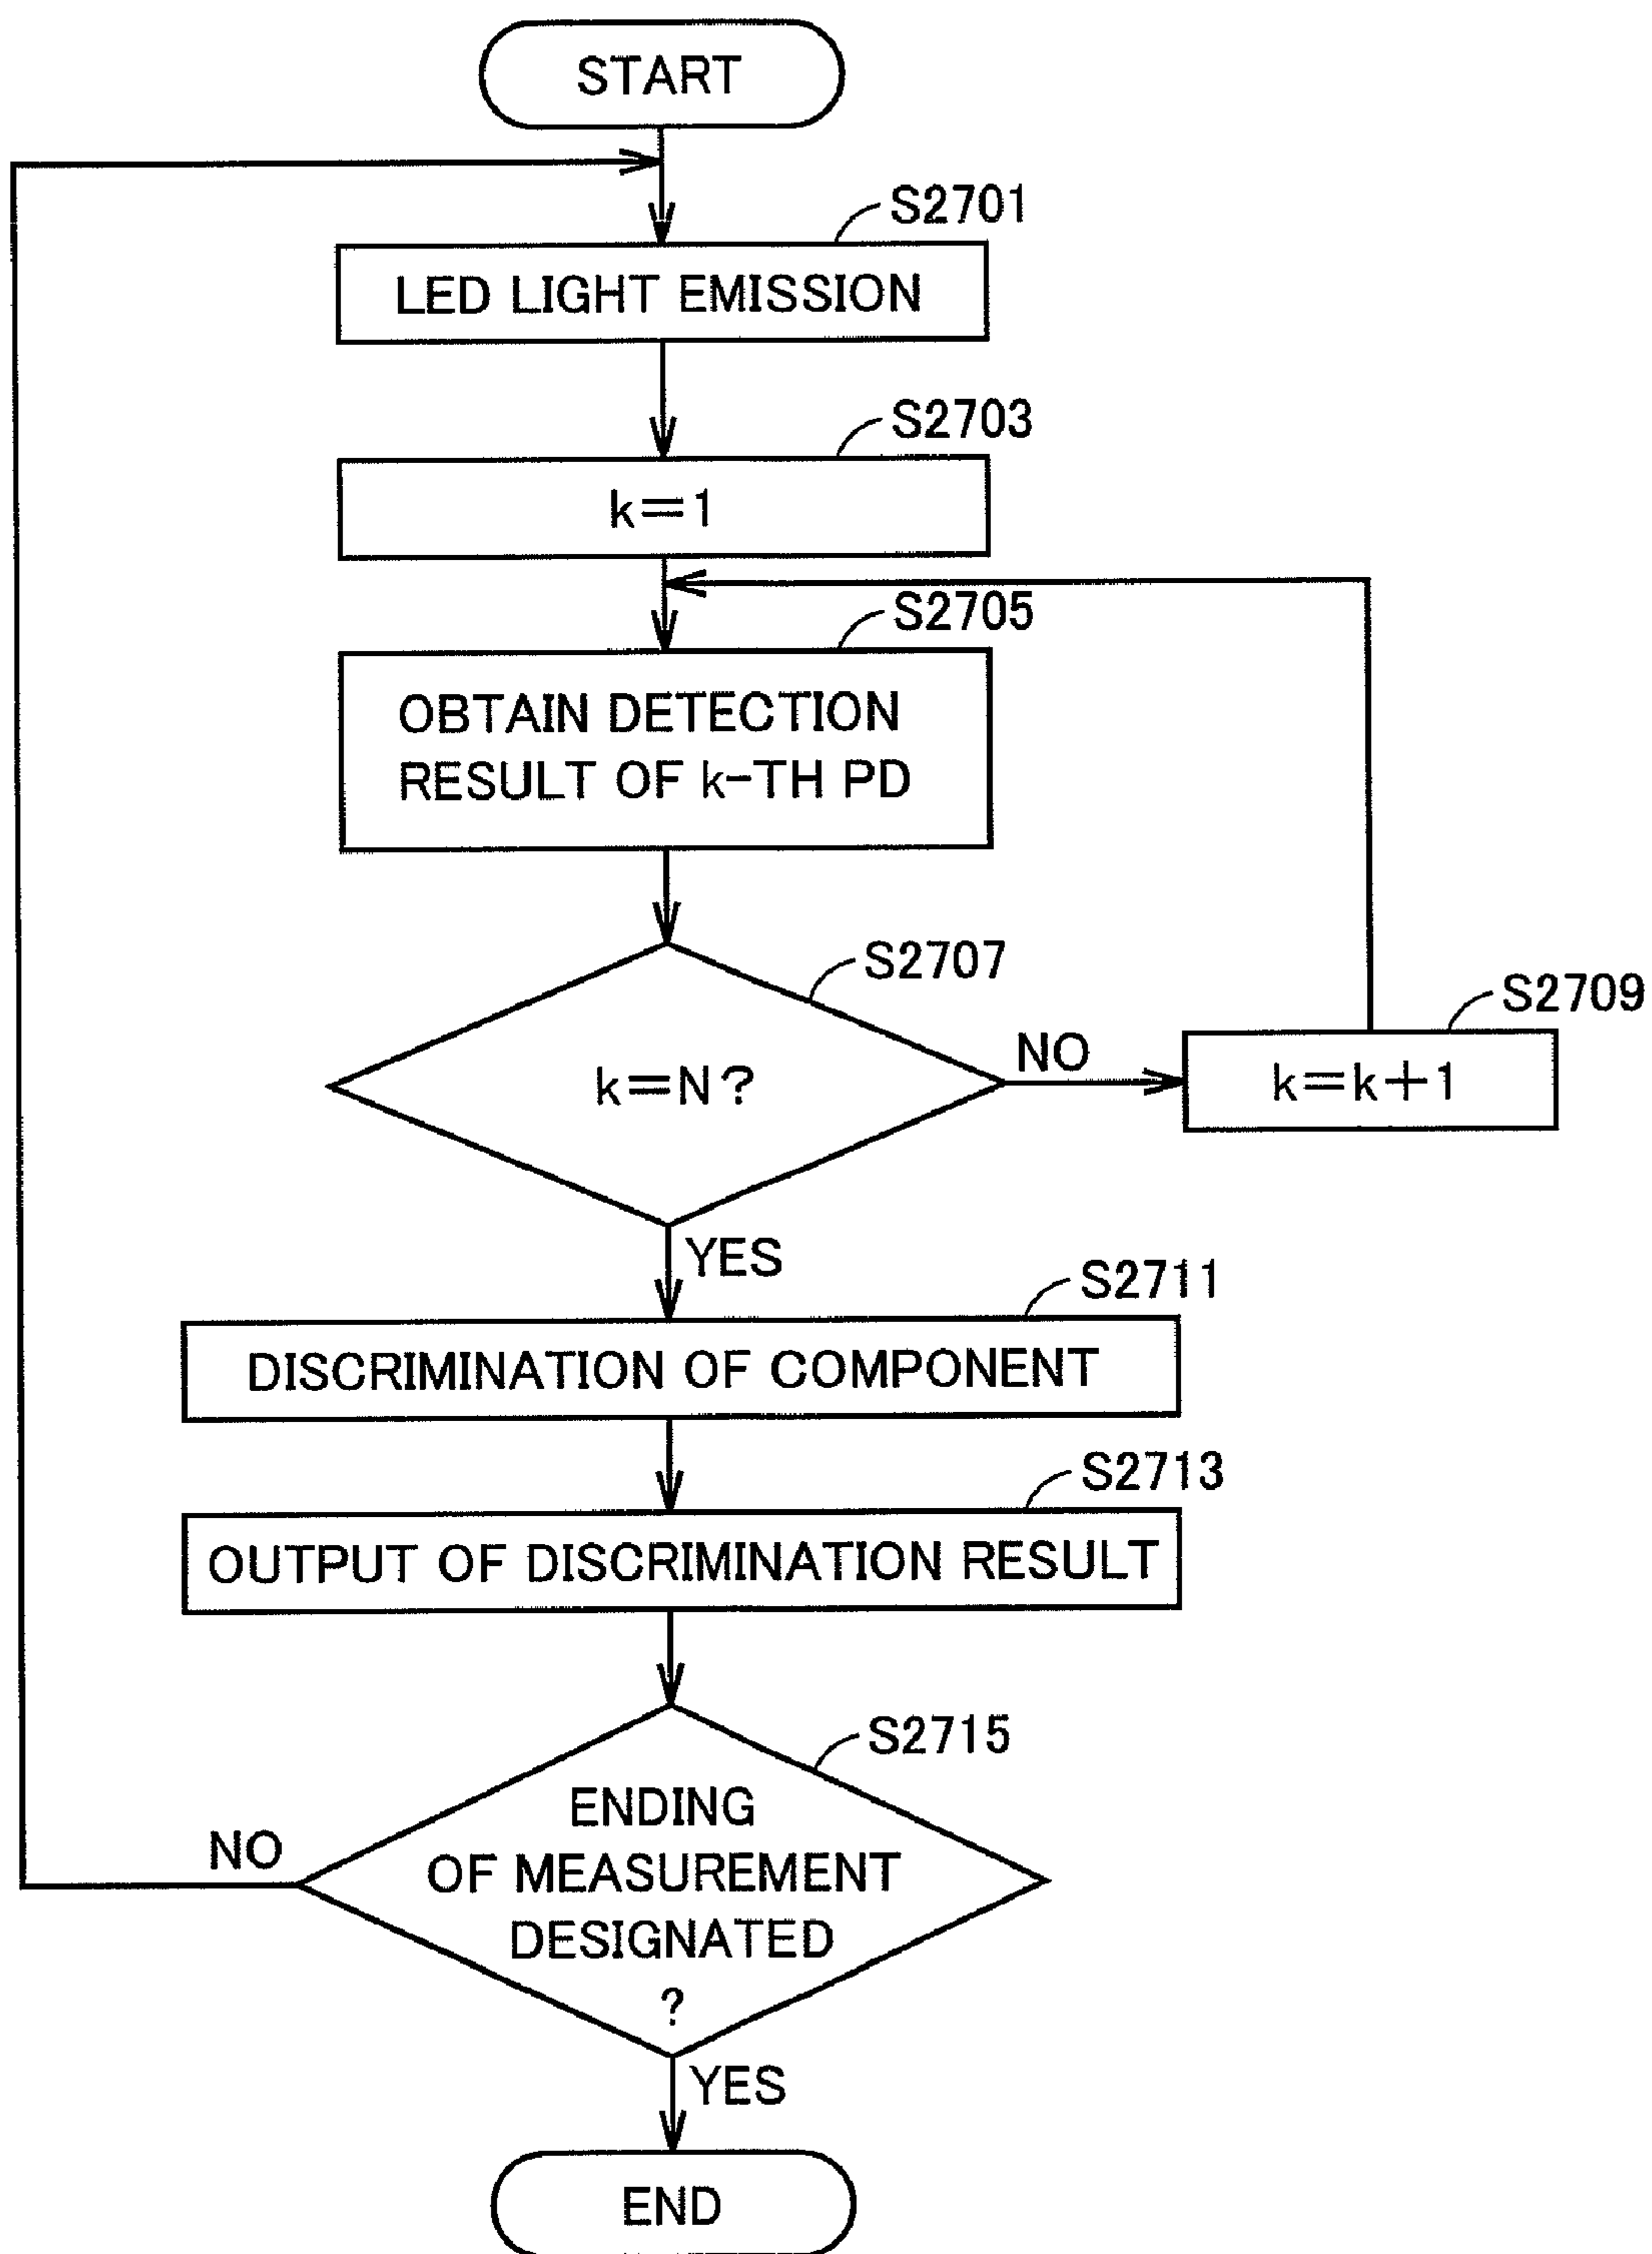 START
S2701
LED LIGHT EMISSION
S2703
k=1
S2705
OBTAIN DETECTION
RESULT OF k-TH PD
S2707
k=N?
NO
S2709
k=k+1
YES
S2711
DISCRIMINATION OF COMPONENT
S2713
OUTPUT OF DISCRIMINATION RESULT
S2715
ENDING
OF MEASUREMENT
DESIGNATED
?
NO
YES
END